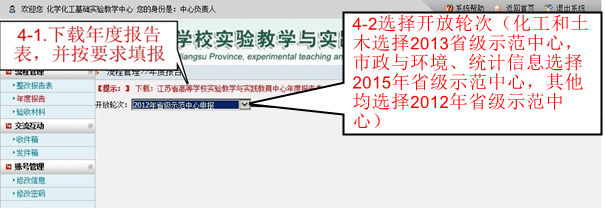 欢迎您 化学化工基础实验教学中心 您的身份是：中心负责人
系统帮助 返回首页 退出系统
4-1.下载年度报告
表，并按要求填报
学校实验教学与实践
iangsu Province, experimental teaching an
4-2选择开放轮次（化工和土
木选择2013省级示范中心，
市政与环境、统计信息选择
2015年省级示范中心，其他
均选择2012年省级示范中
心）
流程管理
整改报告表
年度报告
验收材料
交流互动
收件箱
发件箱
账号管理
修改信息
修改密码
流程管理>>年度报告
【提示：】 下载：江苏省高等学校实验教学与实践教育中心年度报告表
开放轮次：
2012年省级示范中心申报